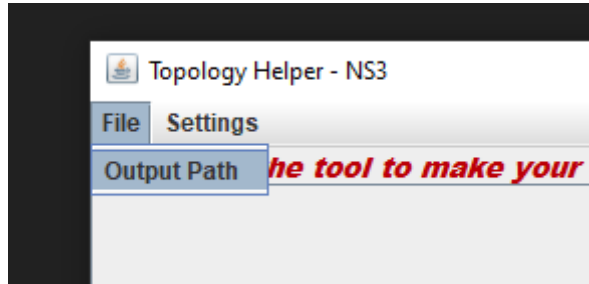 Topology Helper - NS3
File Settings
Output Path he tool to make your